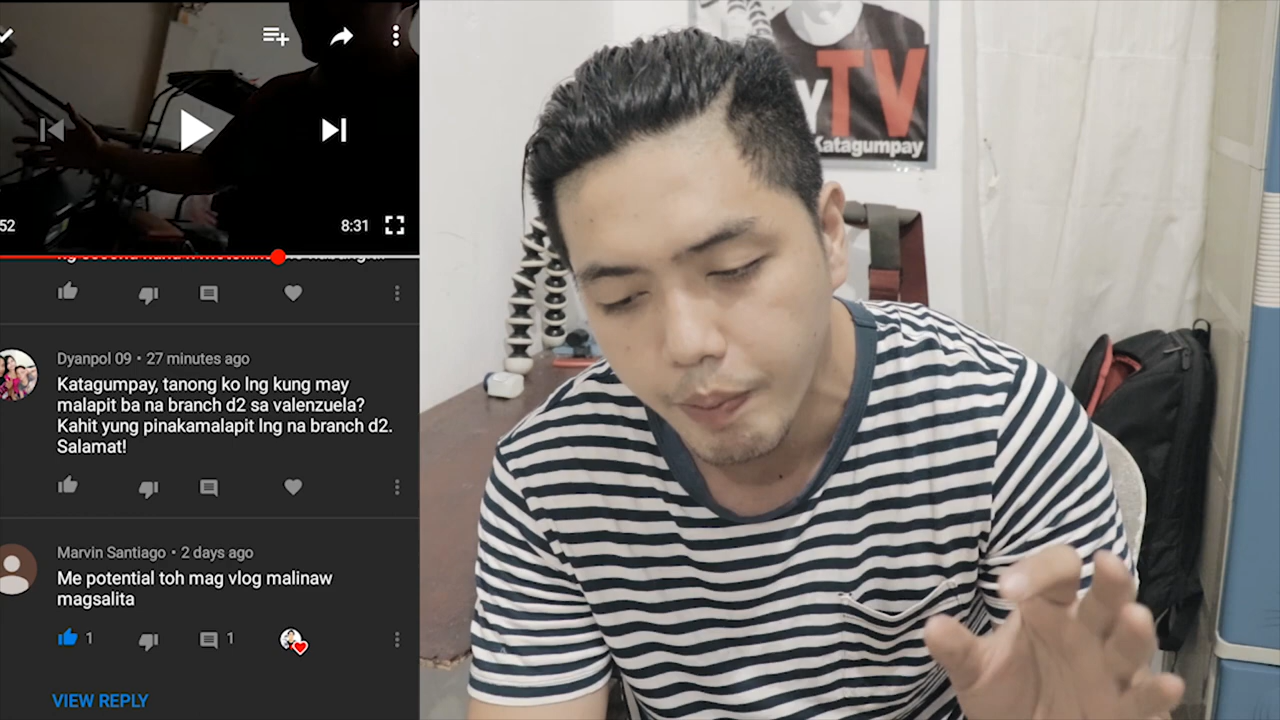 52
8:31
Dyanpol 09 • 27 minutes ago
Katagumpay, tanong ko lng kung may
malapit ba na branch d2 sa valenzuela?
Kahit yung pinakamalapit lng na branch d2.
Salamat!
Marvin Santiago • 2 days ago
Me potential toh mag vlog malinaw
magsalita
1
1
VIEW REPLY
Y TV
Katagumpay